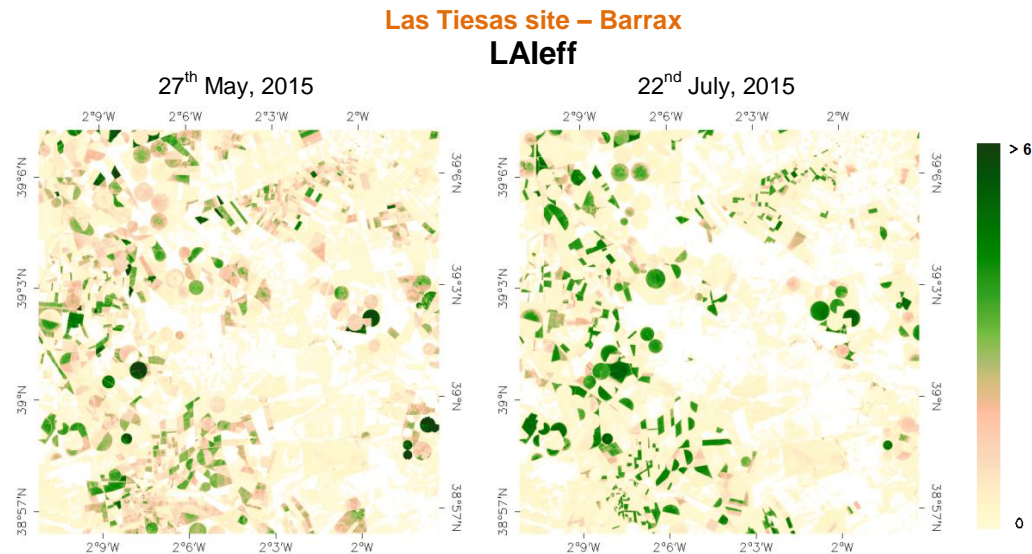 Las Tiesas site – Barrax
LAIeff
27th May, 2015
22nd July, 2015
2°9'W 2°6'W 2°3'W 2°W
2°9'W 2°6'W 2°3'W 2°W
39°6'N
39°3'N
39°N
38°57'N
39°6'N
39°3'N
39°N
38°57'N
39°6'N
39°3'N
39°N
38°57'N
39°6'N
39°3'N
39°N
38°57'N
> 6
0
2°9'W 2°6'W 2°3'W 2°W
2°9'W 2°6'W 2°3'W 2°W